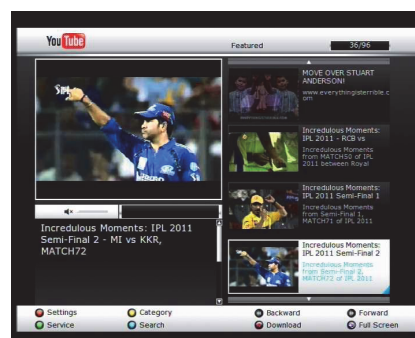 You Tube
Featured
36/96
MOVE OVER STUART
ANDERSON!
www.everythingisterrible.c
om
Incredulous Moments:
IPL 2011 - RCB vs
Incredulous Moments
from MATCH50 of IPL
2011 between Royal
Incredulous Moments:
IPL 2011 Semi-Final 1
Incredulous Moments
from Semi-Final 1,
MATCH71 of IPL 2011
Incredulous Moments:
IPL 2011 Semi-Final 2
Incredulous Moments
from Semi-Final 2,
MATCH72 of IPL 2011
Incredulous Moments: IPL 2011
Semi-Final 2 - MI vs KKR,
MATCH72
Settings
Category
Backward
Forward
Service
Search
Download
Full Screen